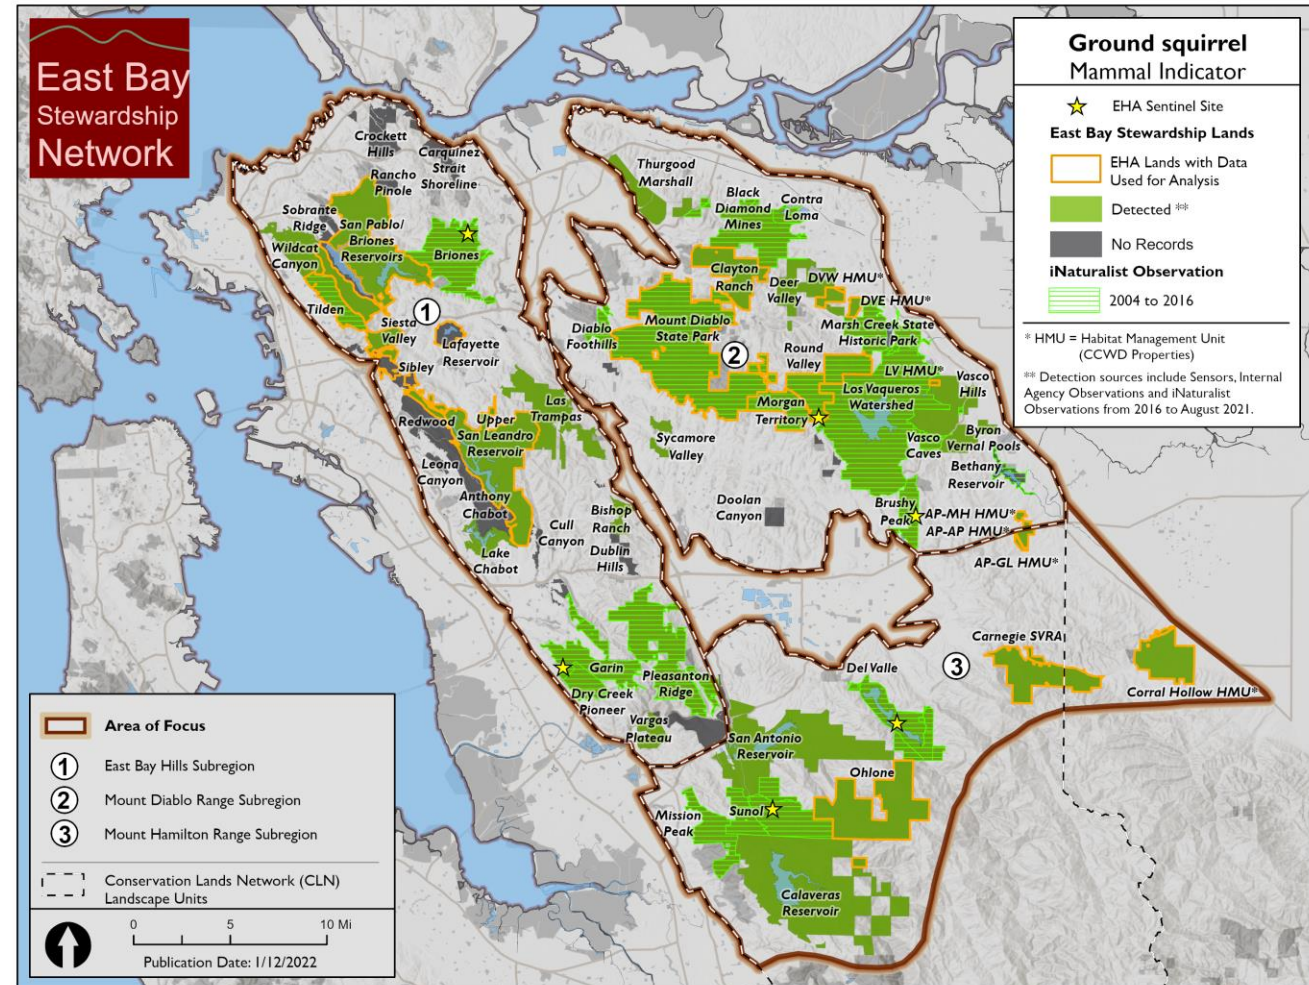 East Bay
Stewardship
Network
Ground squirrel
Mammal Indicator
EHA Sentinel Site
East Bay Stewardship Lands
EHA Lands with Data
Used for Analysis
Detected **
No Records
iNaturalist Observation
2004 to 2016
* HMU = Habitat Management Unit
(CCWD Properties)
** Detection sources include Sensors, Internal
Agency Observations and iNaturalist
Observations from 2016 to August 2021.
Crockett
Hills
Carquinez
Strait
Shoreline
Rancho
Pinole
Sobrante
Ridge
San Pablo/
Briones
Reservoirs
Wildcat
Canyon
Briones
Tilden
1
Siesta
Valley
Lafayette
Reservoir
Sibley
Redwood
Upper
San Leandro
Reservoir
Las
Trampas
Leona
Canyon
Anthony
Chabot
Lake
Chabot
Cull
Canyon
Bishop
Ranch
Dublin
Hills
Garin
Dry Creek
Pioneer
Pleasanton
Ridge
Vargas
Plateau
Thurgood
Marshall
Black
Diamond
Mines
Contra
Loma
Clayton
Ranch
Deer
Valley
DVW HMU*
DVE HMU*
Diablo
Foothills
Mount Diablo
State Park
2
Marsh Creek State
Historic Park
Round
Valley
LV HMU*
Los Vaqueros
Watershed
Vasco
Hills
Morgan
Territory
Sycamore
Valley
Vasco
Caves
Byron
Vernal Pools
Bethany
Reservoir
Doolan
Canyon
Brushy
Peak
AP-MH HMU*
AP-AP HMU*
AP-GL HMU*
Carnegie SVRA
3
Corral Hollow HMU*
Del Valle
San Antonio
Reservoir
Ohlone
Mission
Peak
Sunol
Calaveras
Reservoir
Area of Focus
1 East Bay Hills Subregion
2 Mount Diablo Range Subregion
3 Mount Hamilton Range Subregion
Conservation Lands Network (CLN)
Landscape Units
0 5 10 Mi
Publication Date: 1/12/2022